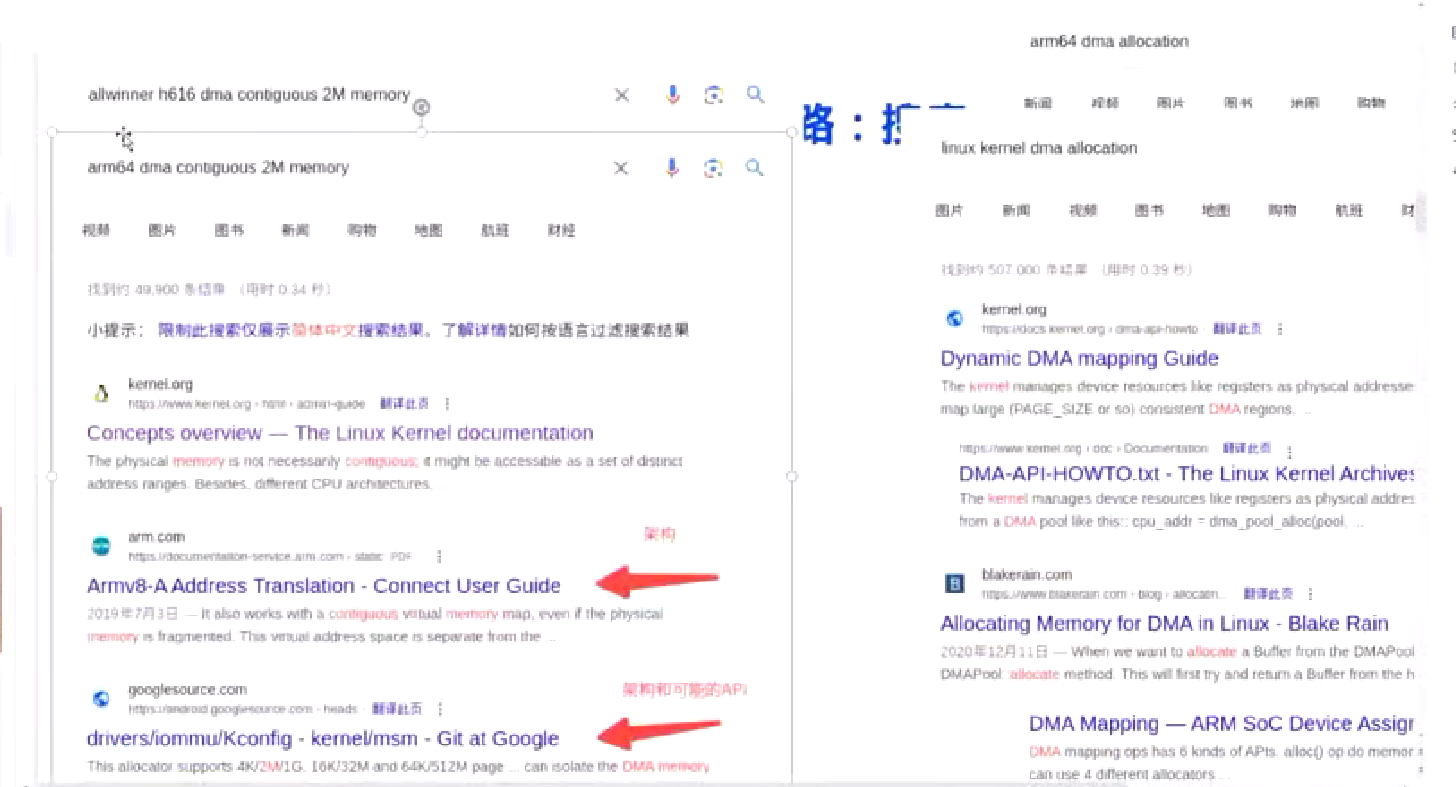 allwinner h616 dma contiguous 2M memory
arm64 dma contiguous 2M memory
视频 图片 图书 新闻 购物 地图 航班 财经
找到约 49,900 条结果 （用时 0.34 秒）
小提示： 限制此搜索仅展示简体中文搜索结果。了解详情如何按语言过滤搜索结果
kernel.org
https://www.kernel.org › html › admin-guide 翻译此页
Concepts overview — The Linux Kernel documentation
The physical memory is not necessarily contiguous; it might be accessible as a set of distinct
address ranges. Besides, different CPU architectures.
架构
arm.com
https://documentation-service.arm.com › static PDF
Armv8-A Address Translation - Connect User Guide
2019年7月3日 — It also works with a contiguous virtual memory map, even if the physical
memory is fragmented. This virtual address space is separate from the ...
架构和可能的API
googlesource.com
https://android.googlesource.com › heads 翻译此页
drivers/iommu/Kconfig - kernel/msm - Git at Google
This allocator supports 4K/2M/1G, 16K/32M and 64K/512M page ... can isolate the DMA memory
络：
arm64 dma allocation
新闻 视频 图片 图书 地图 购物
linux kernel dma allocation
图片 新闻 视频 图书 地图 购物 航班 财
找到约 507,000 条结果 （用时 0.39 秒）
kernel.org
https://docs.kernel.org › dma-api-howto 翻译此页
Dynamic DMA mapping Guide
The kernel manages device resources like registers as physical addresse
map large (PAGE_SIZE or so) consistent DMA regions. ...
https://www.kernel.org › doc › Documentation 翻译此页
DMA-API-HOWTO.txt - The Linux Kernel Archives
The kernel manages device resources like registers as physical addres
from a DMA pool like this:: cpu_addr = dma_pool_alloc(pool, ...
blakerain.com
https://www.blakerain.com › blog › allocatin... 翻译此页
Allocating Memory for DMA in Linux - Blake Rain
2020年12月11日 — When we want to allocate a Buffer from the DMAPool
DMAPool: allocate method. This will first try and return a Buffer from the h
DMA Mapping — ARM SoC Device Assigr
DMA mapping ops has 6 kinds of APIs. alloc() op do memor
can use 4 different allocators ...